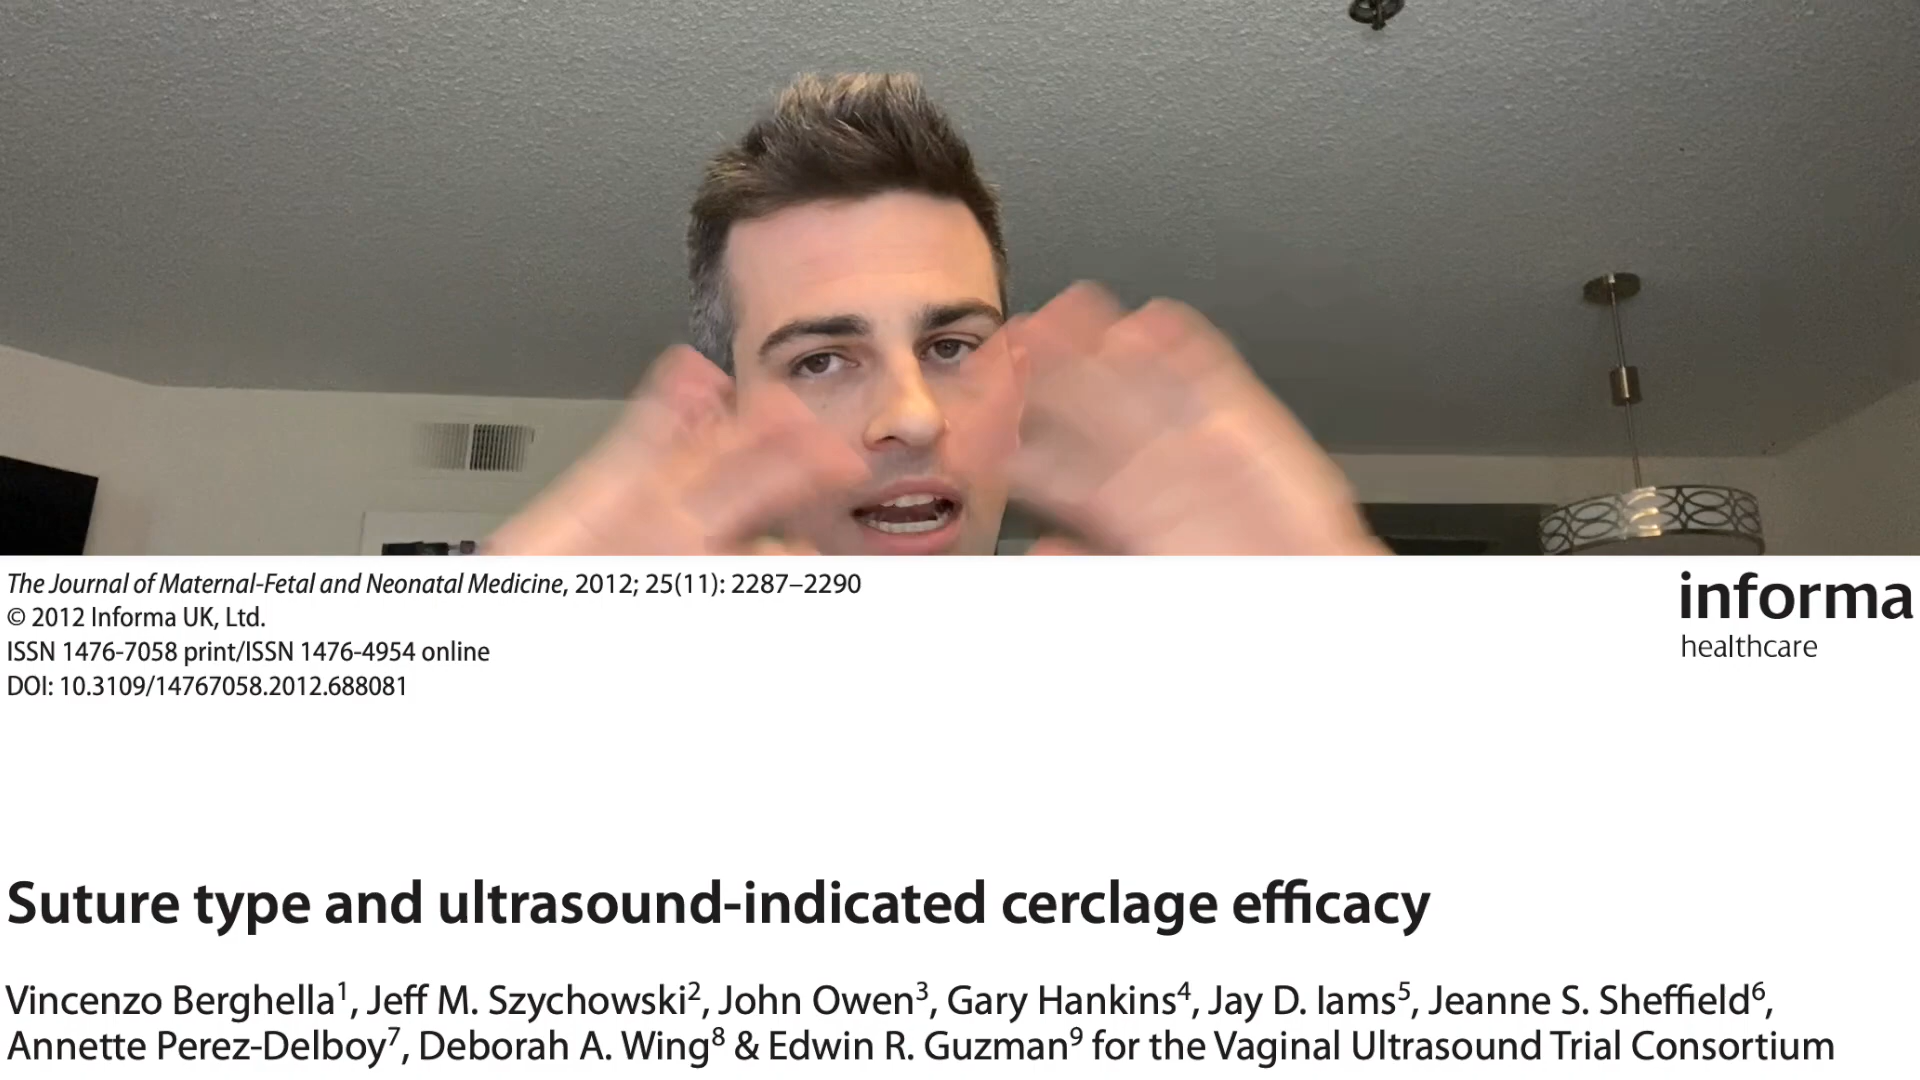 The Journal of Maternal-Fetal and Neonatal Medicine, 2012; 25(11): 2287–2290
© 2012 Informa UK, Ltd.
ISSN 1476-7058 print/ISSN 1476-4954 online
DOI: 10.3109/14767058.2012.688081
informa
healthcare
Suture type and ultrasound-indicated cerclage efficacy
Vincenzo Berghella1, Jeff M. Szychowski2, John Owen3, Gary Hankins4, Jay D. Iams5, Jeanne S. Sheffield6,
Annette Perez-Delboy7, Deborah A. Wing8 & Edwin R. Guzman9 for the Vaginal Ultrasound Trial Consortium